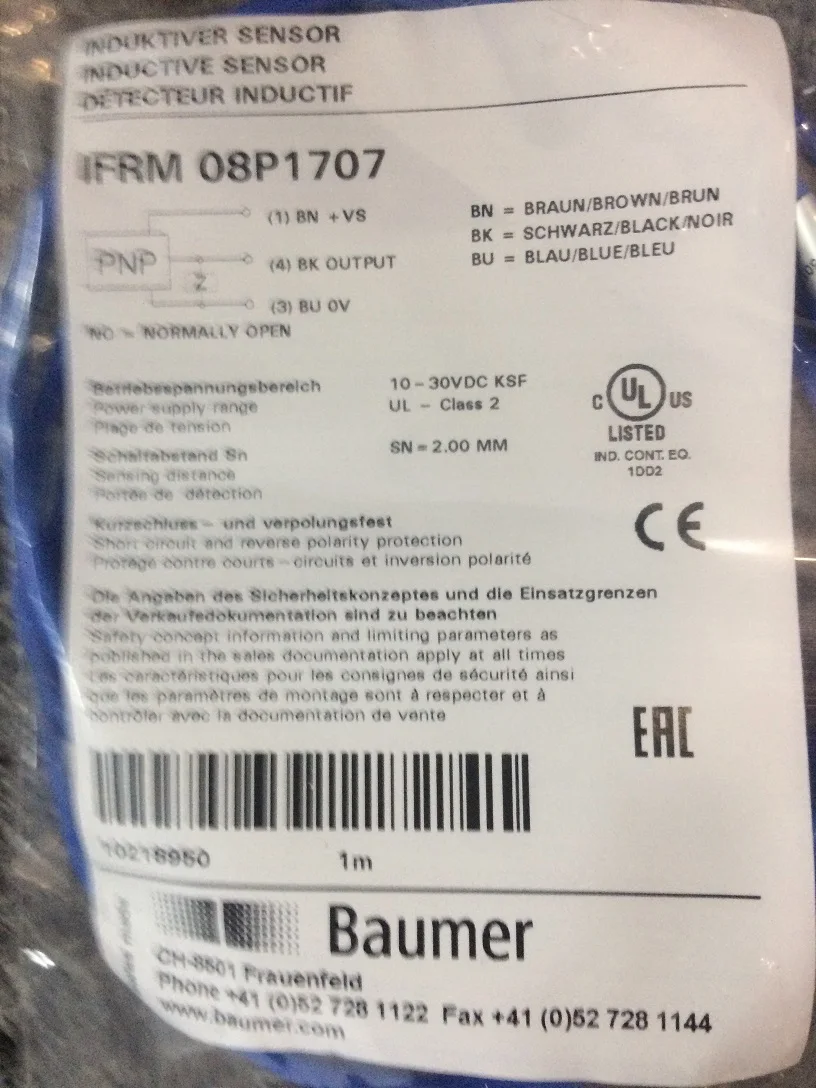 INDUKTIVER SENSOR
INDUCTIVE SENSOR
DÉTECTEUR INDUCTIF
IFRM 08P1707
(1) BN +VS
PNP
(4) BK OUTPUT
Z
(3) BU 0V
NO = NORMALLY OPEN
BN = BRAUN/BROWN/BRUN
BK = SCHWARZ/BLACK/NOIR
BU = BLAU/BLUE/BLEU
Betriebsspannungsbereich 10-30VDC KSF
Power supply range UL - Class 2
Plage de tension
Schaltabstand Sn SN = 2.00 MM
Sensing distance
Portée de détection
C UL US
LISTED
IND. CONT. EQ.
1DD2
Kurzschluss- und verpolungsfest
Short circuit and reverse polarity protection
Protégé contre courts-circuits et inversion polarité
CE
Die Angaben des Sicherheitskonzeptes und die Einsatzgrenzen
der Verkaufsdokumentation sind zu beachten
Safety concept information and limiting parameters as
published in the sales documentation apply at all times
Les caractéristiques pour les consignes de sécurité ainsi
que les paramètres de montage sont à respecter et à
contrôler avec la documentation de vente
EAC
10218950 1m
Baumer
CH-8501 Frauenfeld
Phone +41 (0)52 728 1122 Fax +41 (0)52 728 1144
www.baumer.com